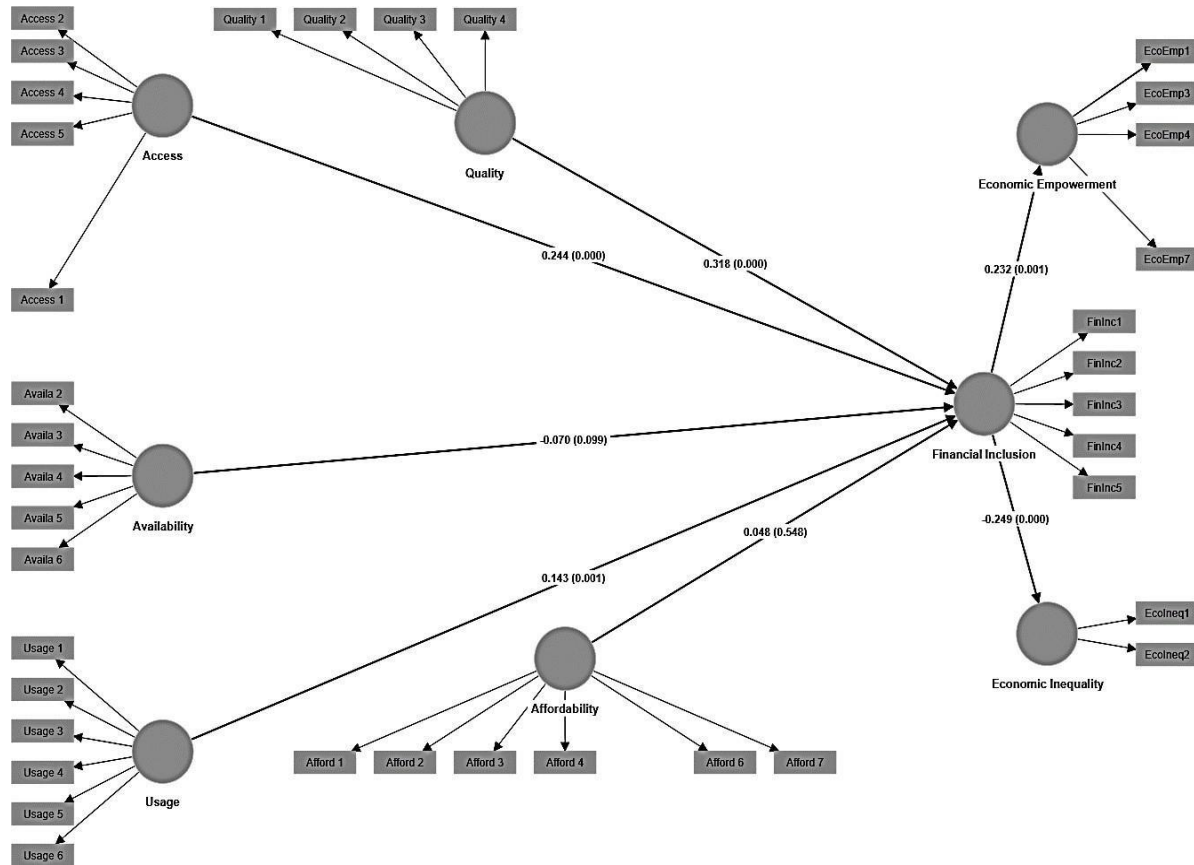 Access 2
Access 3
Access 4
Access 5
Access 1
Access
Quality 1
Quality 2
Quality 3
Quality 4
Quality
EcoEmp1
EcoEmp3
EcoEmp4
EcoEmp7
Economic Empowerment
0.244 (0.000)
0.318 (0.000)
0.232 (0.001)
Availa 2
Availa 3
Availa 4
Availa 5
Availa 6
Availability
-0.070 (0.099)
FinInc1
FinInc2
FinInc3
FinInc4
FinInc5
Financial Inclusion
-0.249 (0.000)
0.048 (0.548)
0.143 (0.001)
Usage 1
Usage 2
Usage 3
Usage 4
Usage 5
Usage 6
Usage
Affordability
Afford 1
Afford 2
Afford 3
Afford 4
Afford 6
Afford 7
EcoIneq1
EcoIneq2
Economic Inequality